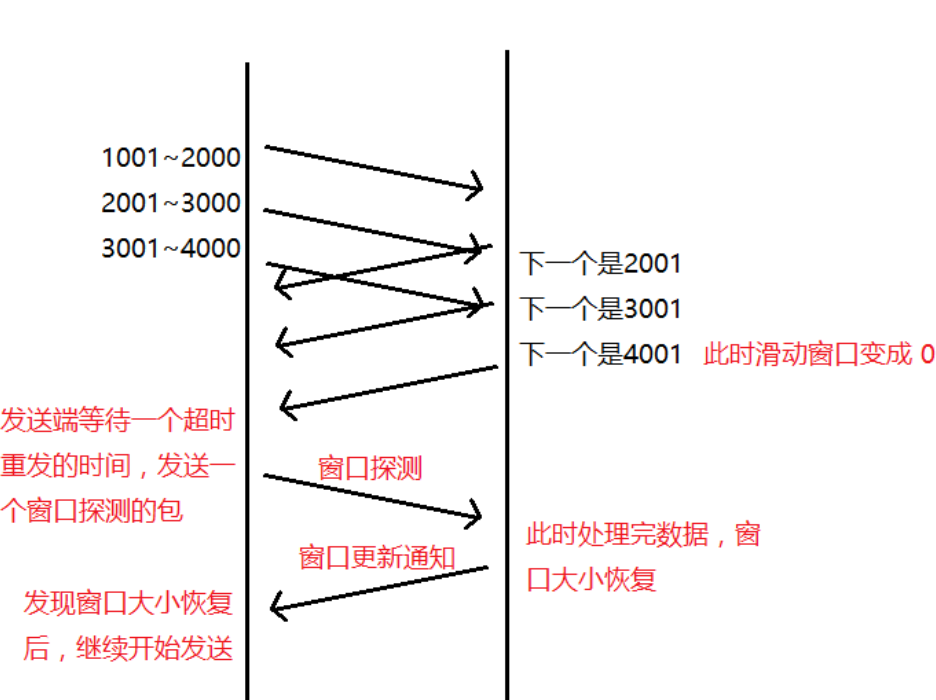 1001~2000
2001~3000
3001~4000
下一个是2001
下一个是3001
下一个是4001 此时滑动窗口变成 0
发送端等待一个超时
重发的时间，发送一
个窗口探测的包
窗口探测
此时处理完数据，窗
口大小恢复
窗口更新通知
发现窗口大小恢复
后，继续开始发送